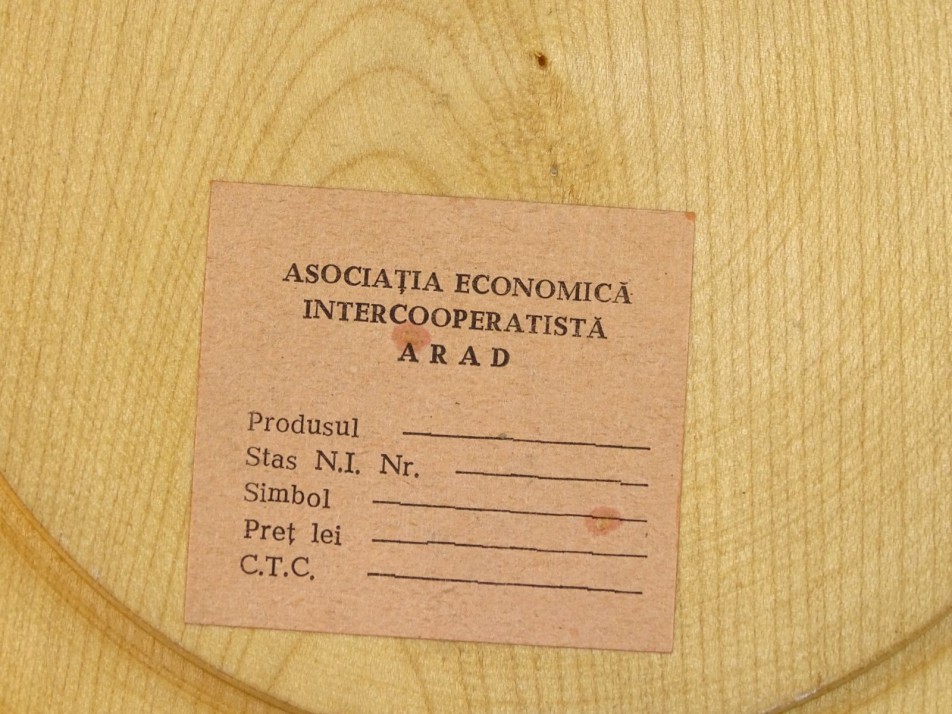 ASOCIAȚIA ECONOMICĂ
INTERCOOPERATISTĂ
ARAD
Produsul
Stas N.I. Nr.
Simbol
Preț lei
C.T.C.